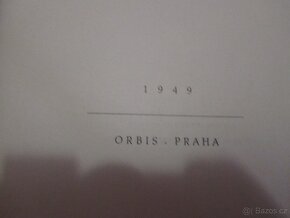 1949
ORBIS . PRAHA
Bazos.cz